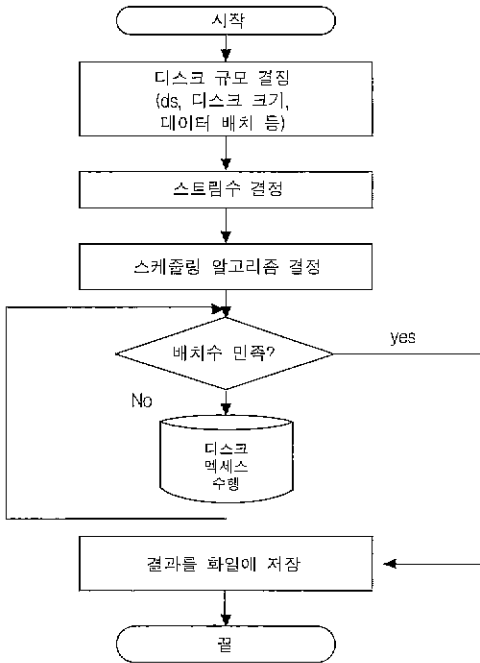 시작
디스크 규모 결정
(ds, 디스크 크기,
데이터 배치 등)
스트림수 결정
스케쥴링 알고리즘 결정
배치수 만족?
yes
No
디스크
액세스
수행
결과를 화일에 저장
끝